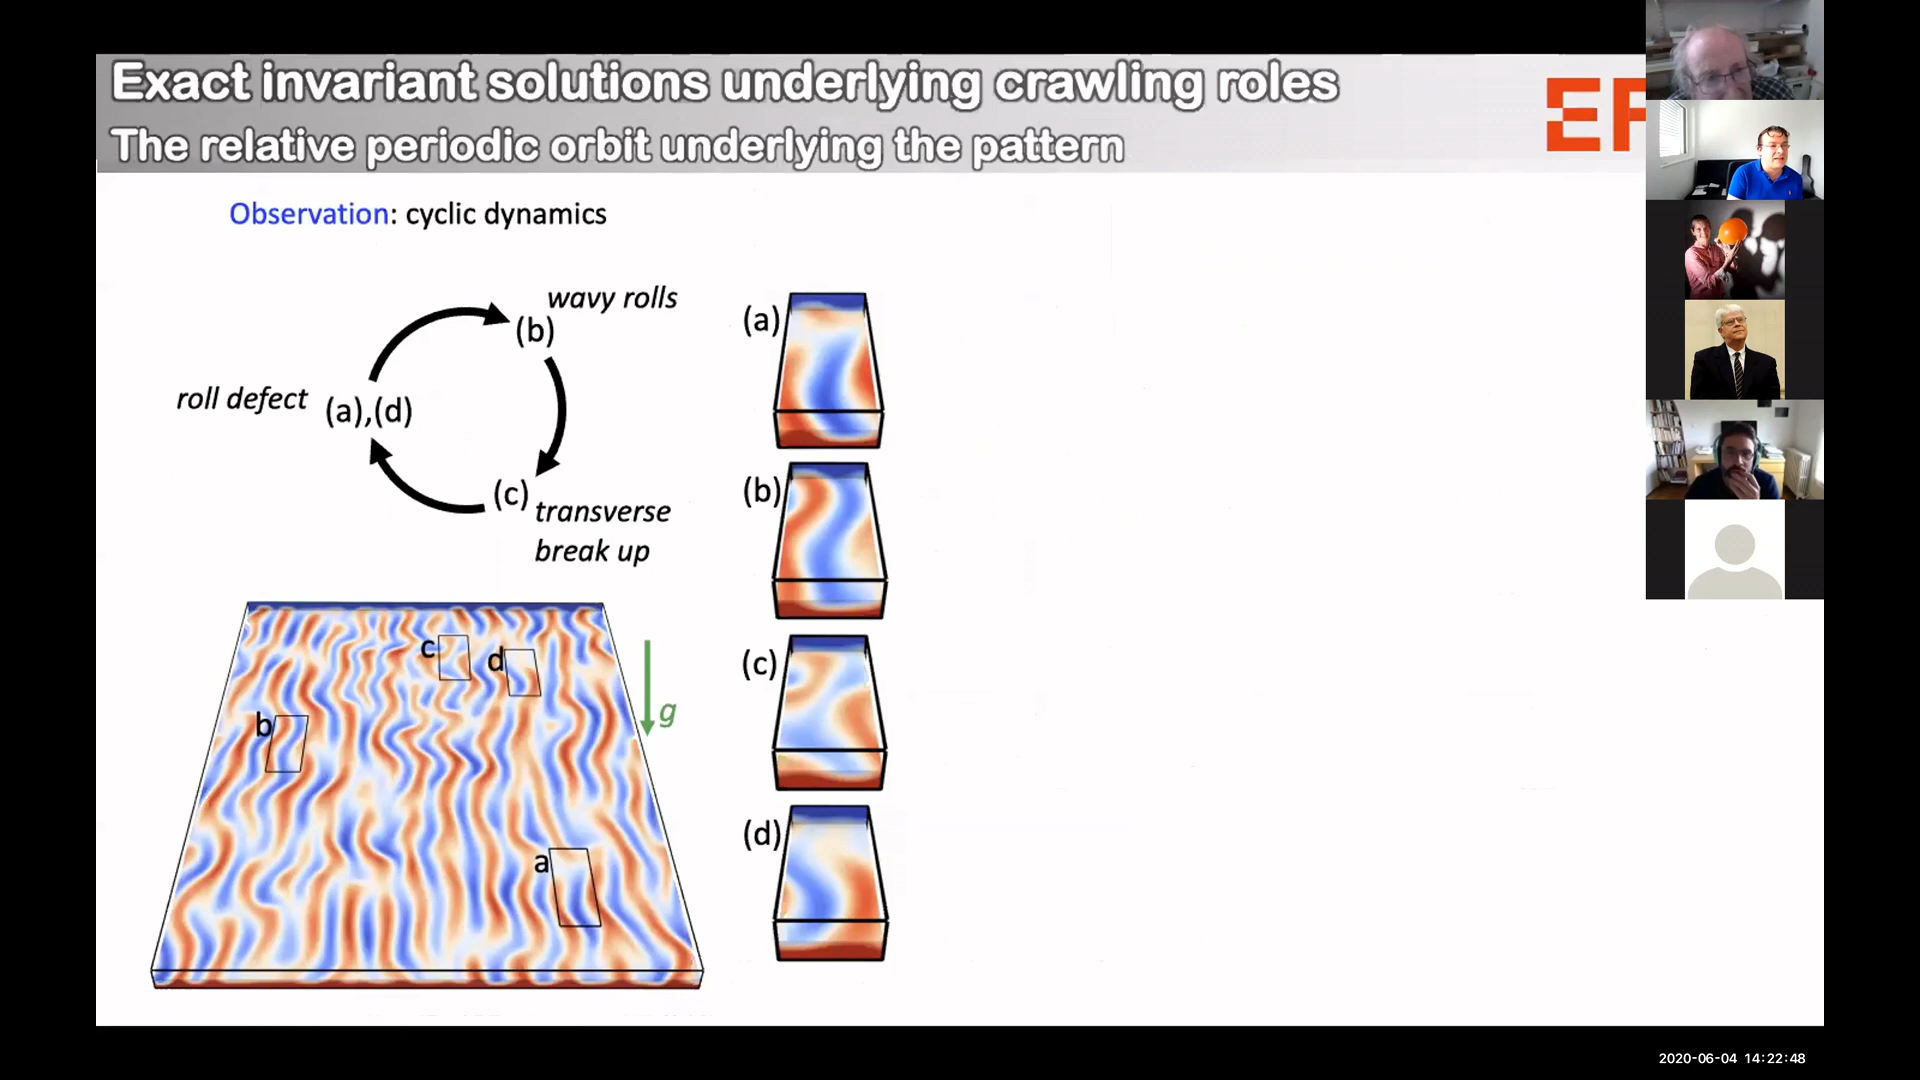 Exact invariant solutions underlying crawling roles
The relative periodic orbit underlying the pattern
EF
Observation: cyclic dynamics
wavy rolls
(b)
roll defect (a),(d)
(c) transverse
break up
(a)
(b)
(c)
(d)
c
d
b
g
a
2020-06-04 14:22:48